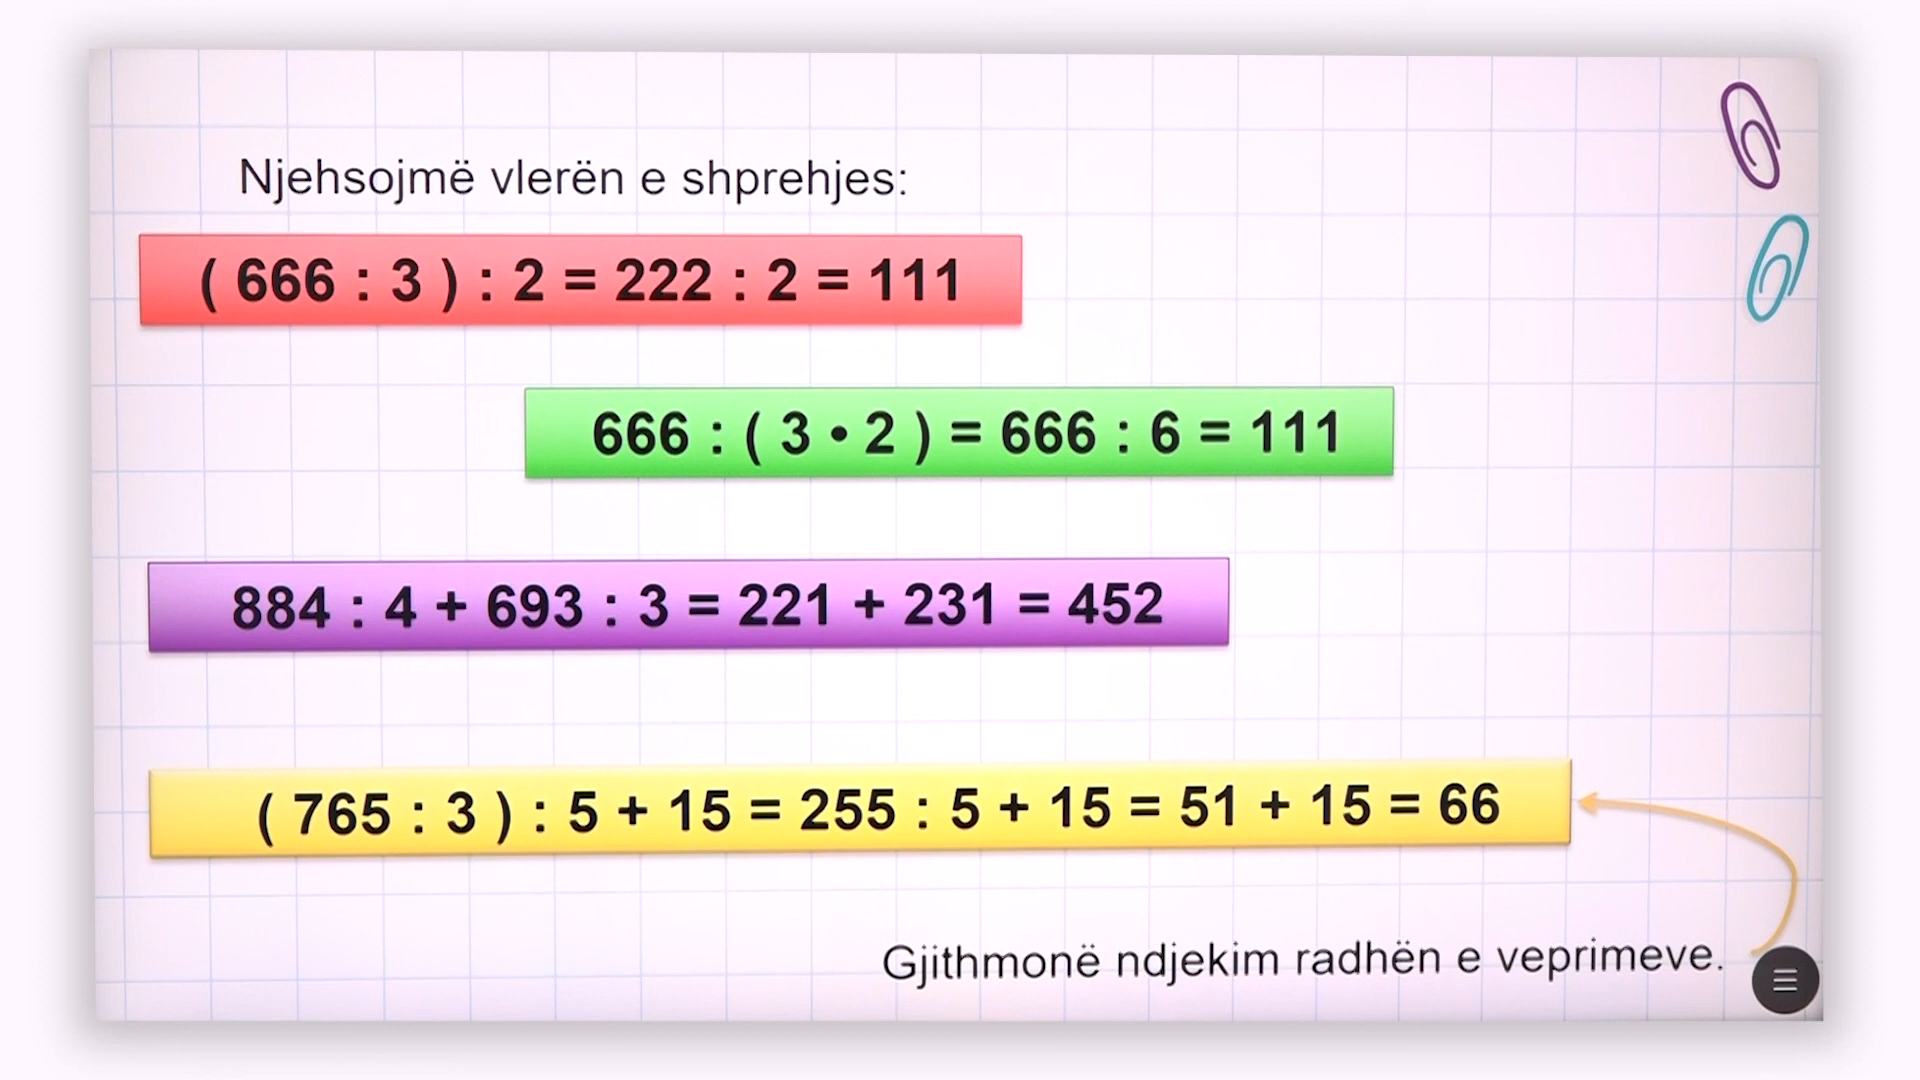 Njehsojmë vlerën e shprehjes:
( 666 : 3 ) : 2 = 222 : 2 = 111
666 : ( 3 • 2 ) = 666 : 6 = 111
884 : 4 + 693 : 3 = 221 + 231 = 452
( 765 : 3 ) : 5 + 15 = 255 : 5 + 15 = 51 + 15 = 66
Gjithmonë ndjekim radhën e veprimeve.